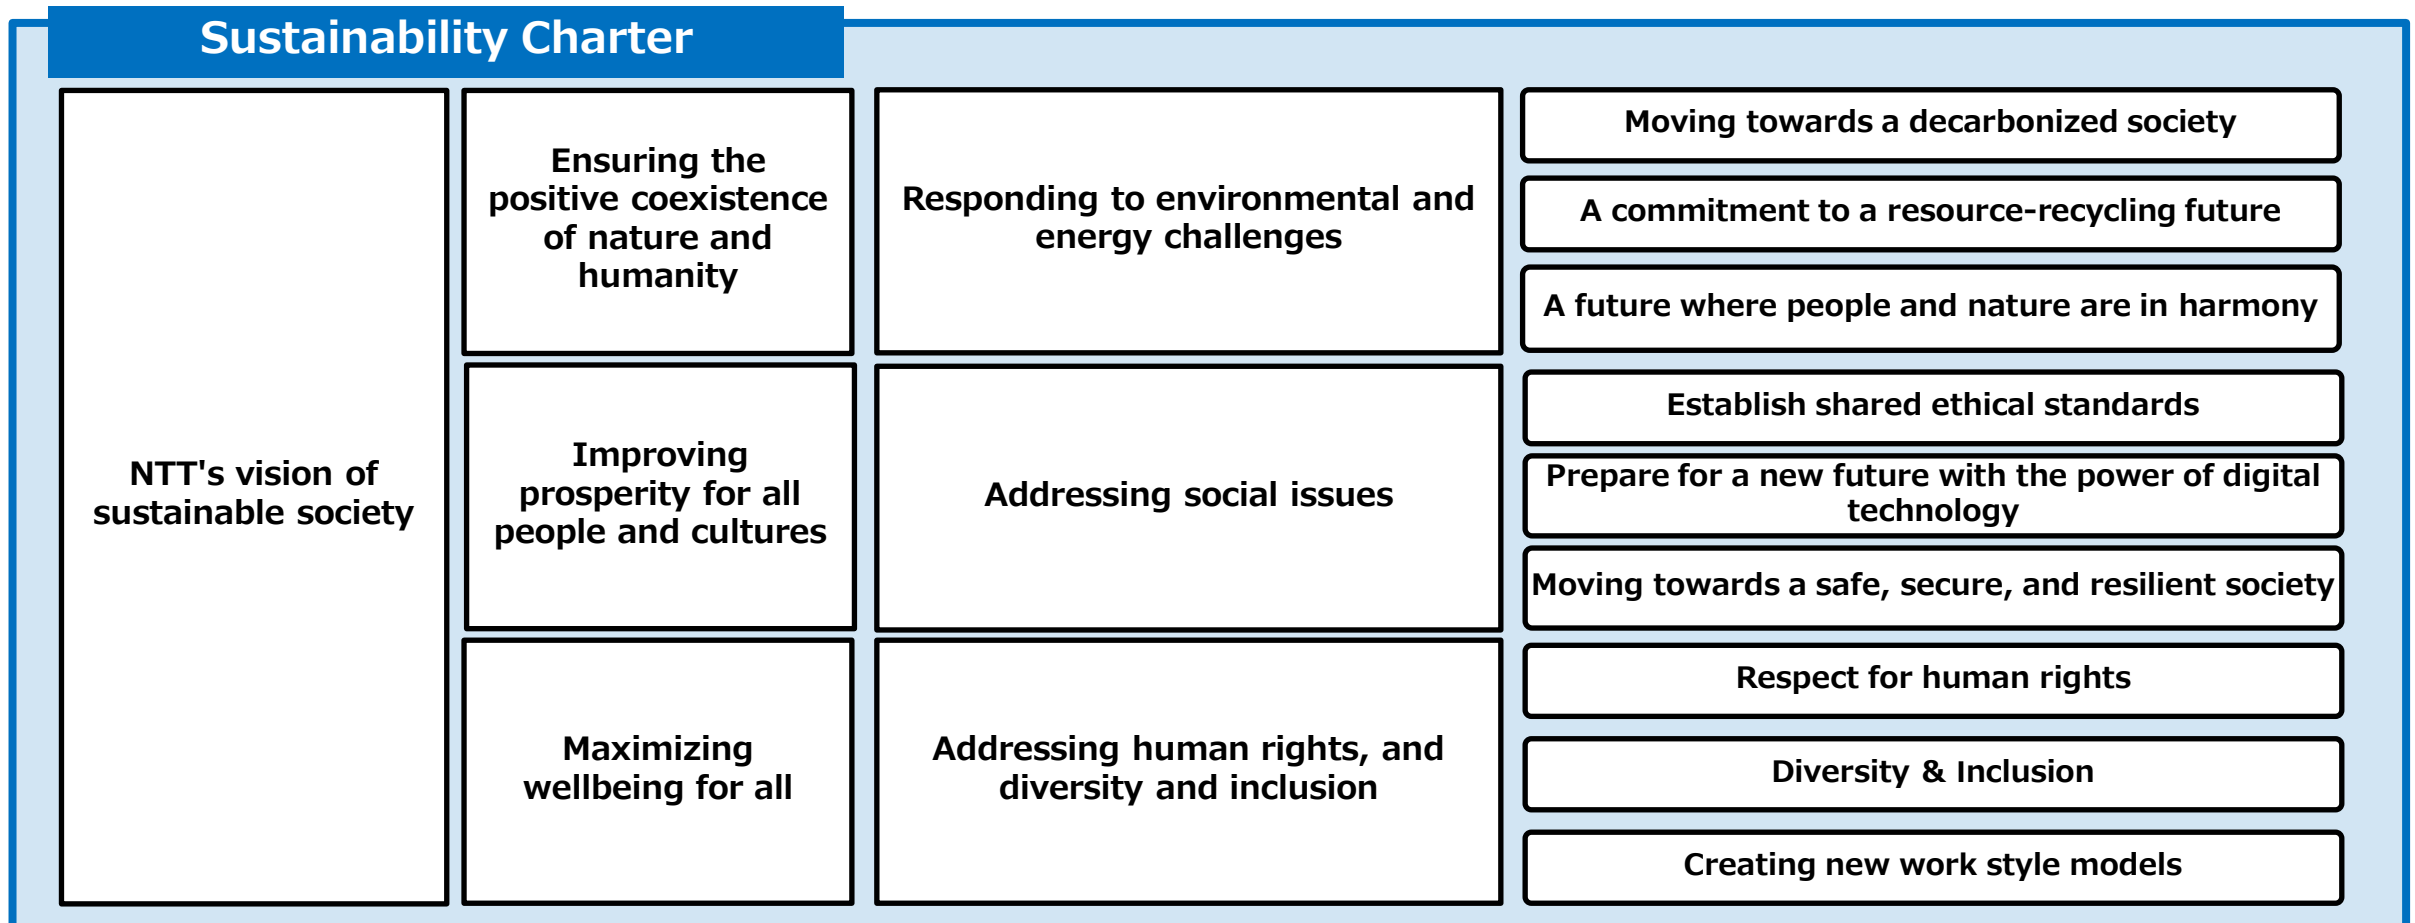 Sustainability Charter
NTT's vision of
sustainable society
Ensuring the
positive coexistence
of nature and
humanity
Responding to environmental and
energy challenges
Moving towards a decarbonized society
A commitment to a resource-recycling future
A future where people and nature are in harmony
Improving
prosperity for all
people and cultures
Addressing social issues
Establish shared ethical standards
Prepare for a new future with the power of digital
technology
Moving towards a safe, secure, and resilient society
Maximizing
wellbeing for all
Addressing human rights, and
diversity and inclusion
Respect for human rights
Diversity & Inclusion
Creating new work style models